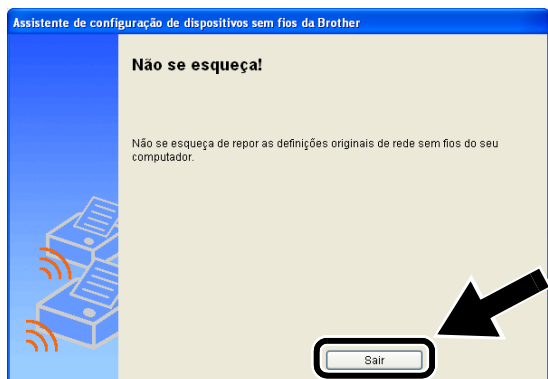 Assistente de configuração de dispositivos sem fios da Brother
Não se esqueça!
Não se esqueça de repor as definições originais de rede sem fios do seu
computador.
Sair